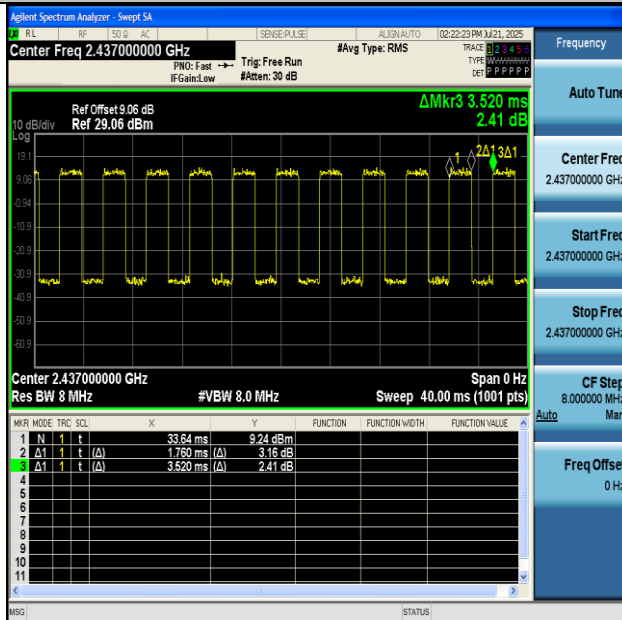 Agilent Spectrum Analyzer - Swept SA
RL RF 50 Ω AC SENSE:PULSE ALIGN AUTO 02:22:23 PM Jul 21, 2025
Center Freq 2.437000000 GHz
PNO: Fast Trig: Free Run
IFGain:Low #Atten: 30 dB
#Avg Type: RMS
TRACE 1 2 3 4 5 6
TYPE
DET P P P P P P
Frequency
ΔMkr3 3.520 ms
2.41 dB
Ref Offset 9.06 dB
10 dB/div Ref 29.06 dBm
Log
19.1
9.06
-0.94
-10.9
-20.9
-30.9
-40.9
-50.9
-60.9
1 2Δ1 3Δ1
Center 2.437000000 GHz Span 0 Hz
Res BW 8 MHz #VBW 8.0 MHz Sweep 40.00 ms (1001 pts)
MKR MODE TRC SCL X Y FUNCTION FUNCTION WIDTH FUNCTION VALUE
1 N 1 t 33.64 ms 9.24 dBm
2 Δ1 1 t (Δ) 1.760 ms (Δ) 3.16 dB
3 Δ1 1 t (Δ) 3.520 ms (Δ) 2.41 dB
4
5
6
7
8
9
10
11
MSG STATUS
Auto Tune
Center Freq
2.437000000 GHz
Start Freq
2.437000000 GHz
Stop Freq
2.437000000 GHz
CF Step
8.000000 MHz
Auto Man
Freq Offset
0 Hz